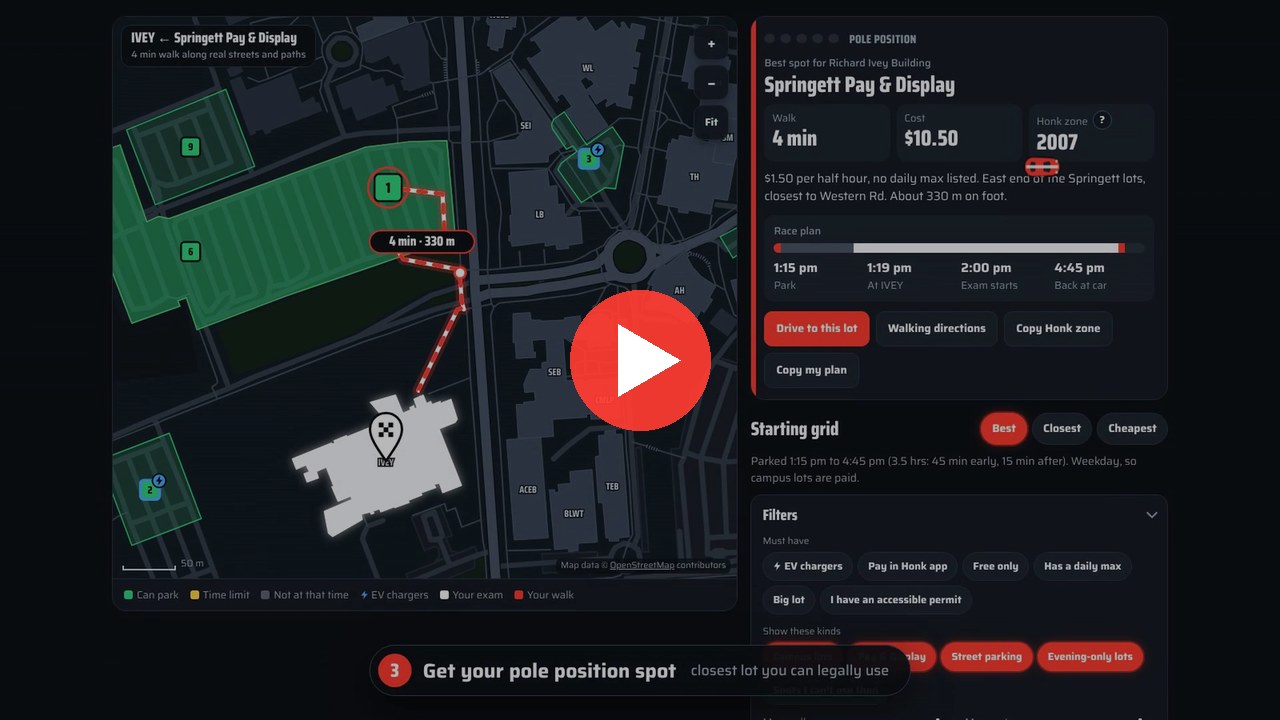 IVEY ← Springett Pay & Display
4 min walk along real streets and paths
+
−
Fit
WL
SEI
9
3
TH
1
LB
6
4 min · 330 m
AH
SEB
IVEY
2
ACEB
TEB
BLWT
50 m
Map data © OpenStreetMap contributors
Can park
Time limit
Not at that time
EV chargers
Your exam
Your walk
POLE POSITION
Best spot for Richard Ivey Building
Springett Pay & Display
Walk
4 min
Cost
$10.50
Honk zone ?
2007
$1.50 per half hour, no daily max listed. East end of the Springett lots,
closest to Western Rd. About 330 m on foot.
Race plan
1:15 pm
Park
1:19 pm
At IVEY
2:00 pm
Exam starts
4:45 pm
Back at car
Drive to this lot
Walking directions
Copy Honk zone
Copy my plan
Starting grid
Best
Closest
Cheapest
Parked 1:15 pm to 4:45 pm (3.5 hrs: 45 min early, 15 min after). Weekday, so
campus lots are paid.
Filters
Must have
EV chargers
Pay in Honk app
Free only
Has a daily max
Big lot
I have an accessible permit
Show these kinds
Street parking
Evening-only lots
3 Get your pole position spot closest lot you can legally use